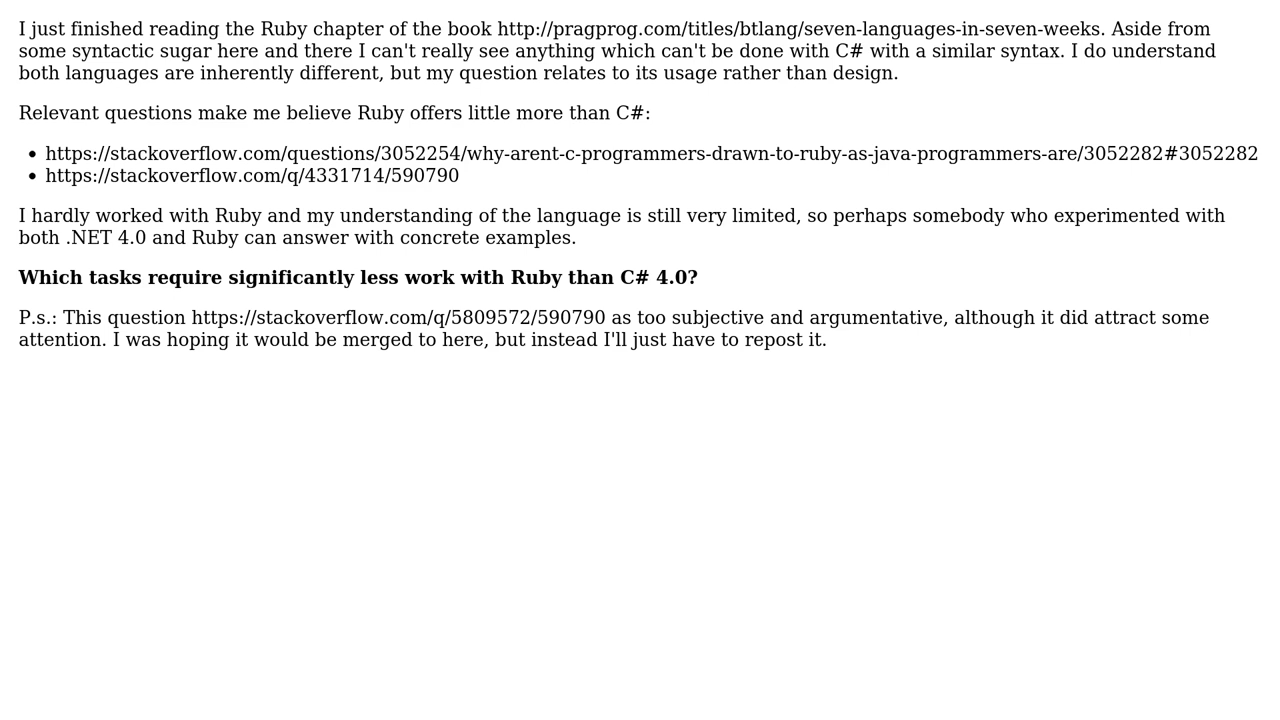 I just finished reading the Ruby chapter of the book http://pragprog.com/titles/btlang/seven-languages-in-seven-weeks. Aside from
some syntactic sugar here and there I can't really see anything which can't be done with C# with a similar syntax. I do understand
both languages are inherently different, but my question relates to its usage rather than design.
Relevant questions make me believe Ruby offers little more than C#:
• https://stackoverflow.com/questions/3052254/why-arent-c-programmers-drawn-to-ruby-as-java-programmers-are/3052282#3052282
• https://stackoverflow.com/q/4331714/590790
I hardly worked with Ruby and my understanding of the language is still very limited, so perhaps somebody who experimented with
both .NET 4.0 and Ruby can answer with concrete examples.
Which tasks require significantly less work with Ruby than C# 4.0?
P.s.: This question https://stackoverflow.com/q/5809572/590790 as too subjective and argumentative, although it did attract some
attention. I was hoping it would be merged to here, but instead I'll just have to repost it.